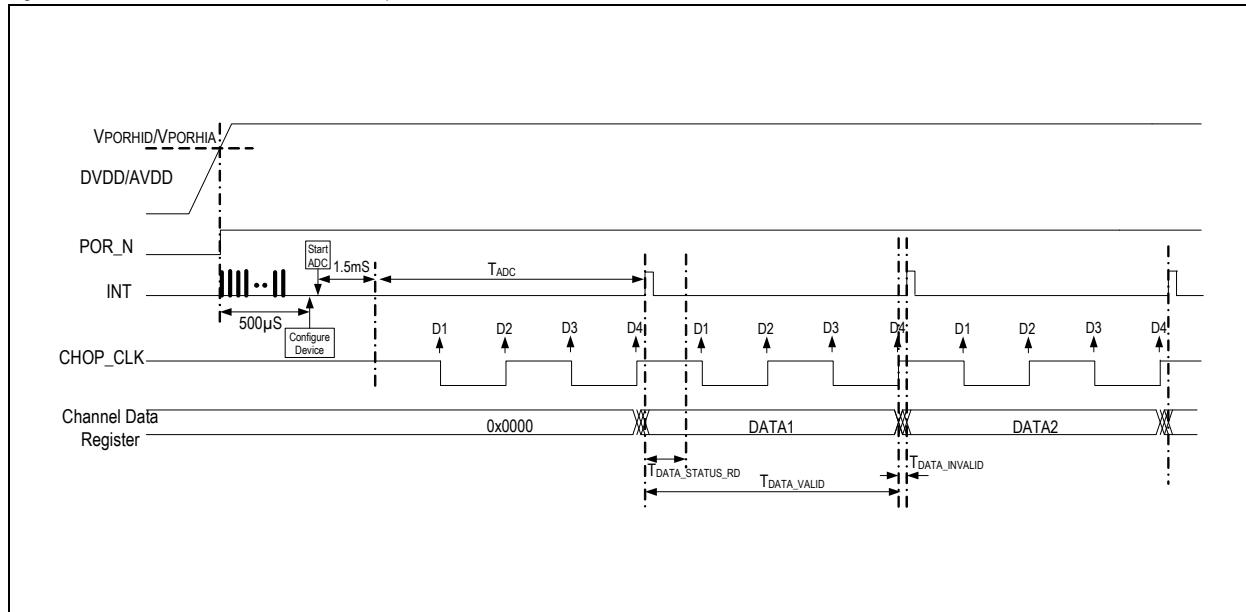 VPORHID/VPORHIA
DVDD/AVDD
POR_N
Start
ADC
1.5mS
TADC
INT
500µS
Configure
Device
D1 D2 D3 D4 D1 D2 D3 D4 D1 D2 D3 D4
CHOP_CLK
Channel Data
Register
0x0000 DATA1 DATA2
TDATA_STATUS_RD
TDATA_INVALID
TDATA_VALID